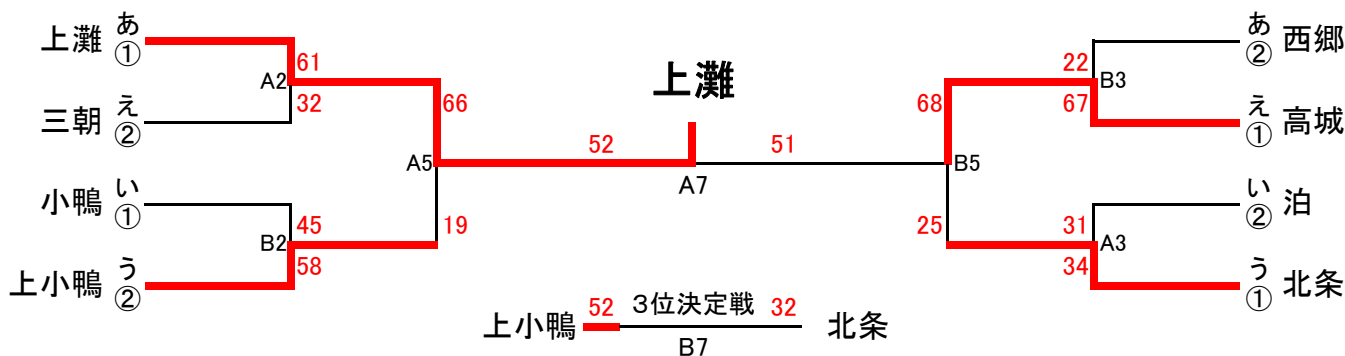 上灘 あ ① 61 上灘 22 あ ② 西郷
A2 66 68 B3
三朝 え ② 32 67 え ① 高城
A5 52 51 B5
A7
小鴨 い ① 45 19 25 31 い ② 泊
B2 A3
上小鴨 う ② 58 34 う ① 北条
上小鴨 52 3位決定戦 32 北条
B7